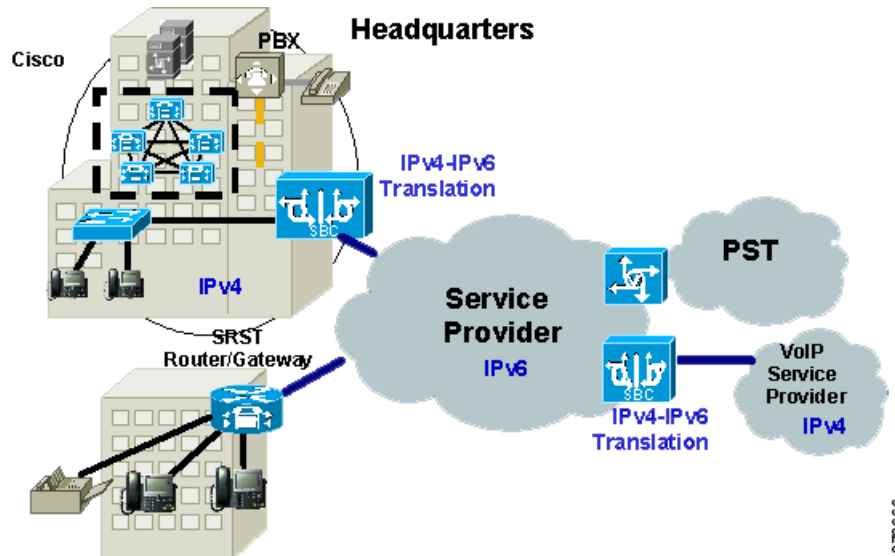 Headquarters
PBX
Cisco
IPv4-IPv6
Translation
SBC
IPv4
Service
Provider
IPv6
PST
SRST
Router/Gateway
SBC
VoIP
Service
Provider
IPv4
IPv4-IPv6
Translation